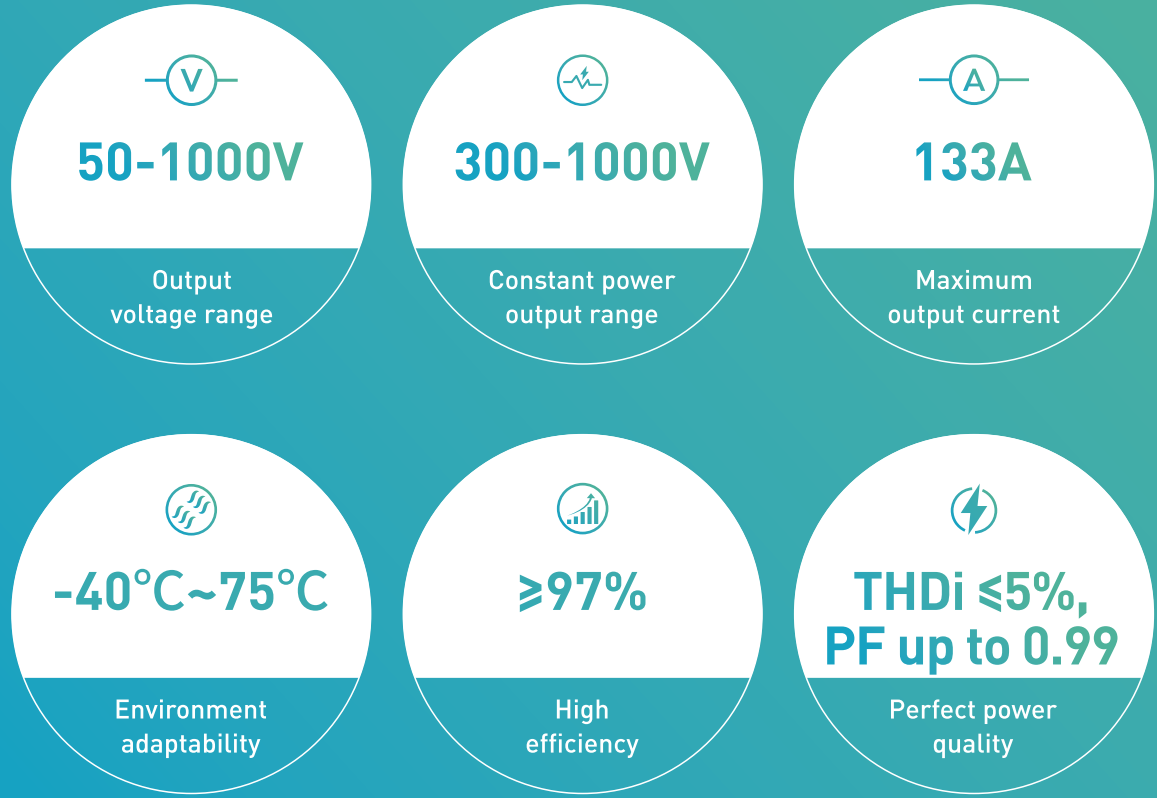 V
50-1000V
Output
voltage range
300-1000V
Constant power
output range
A
133A
Maximum
output current
-40°C~75°C
Environment
adaptability
≥97%
High
efficiency
THDi ≤5%,
PF up to 0.99
Perfect power
quality